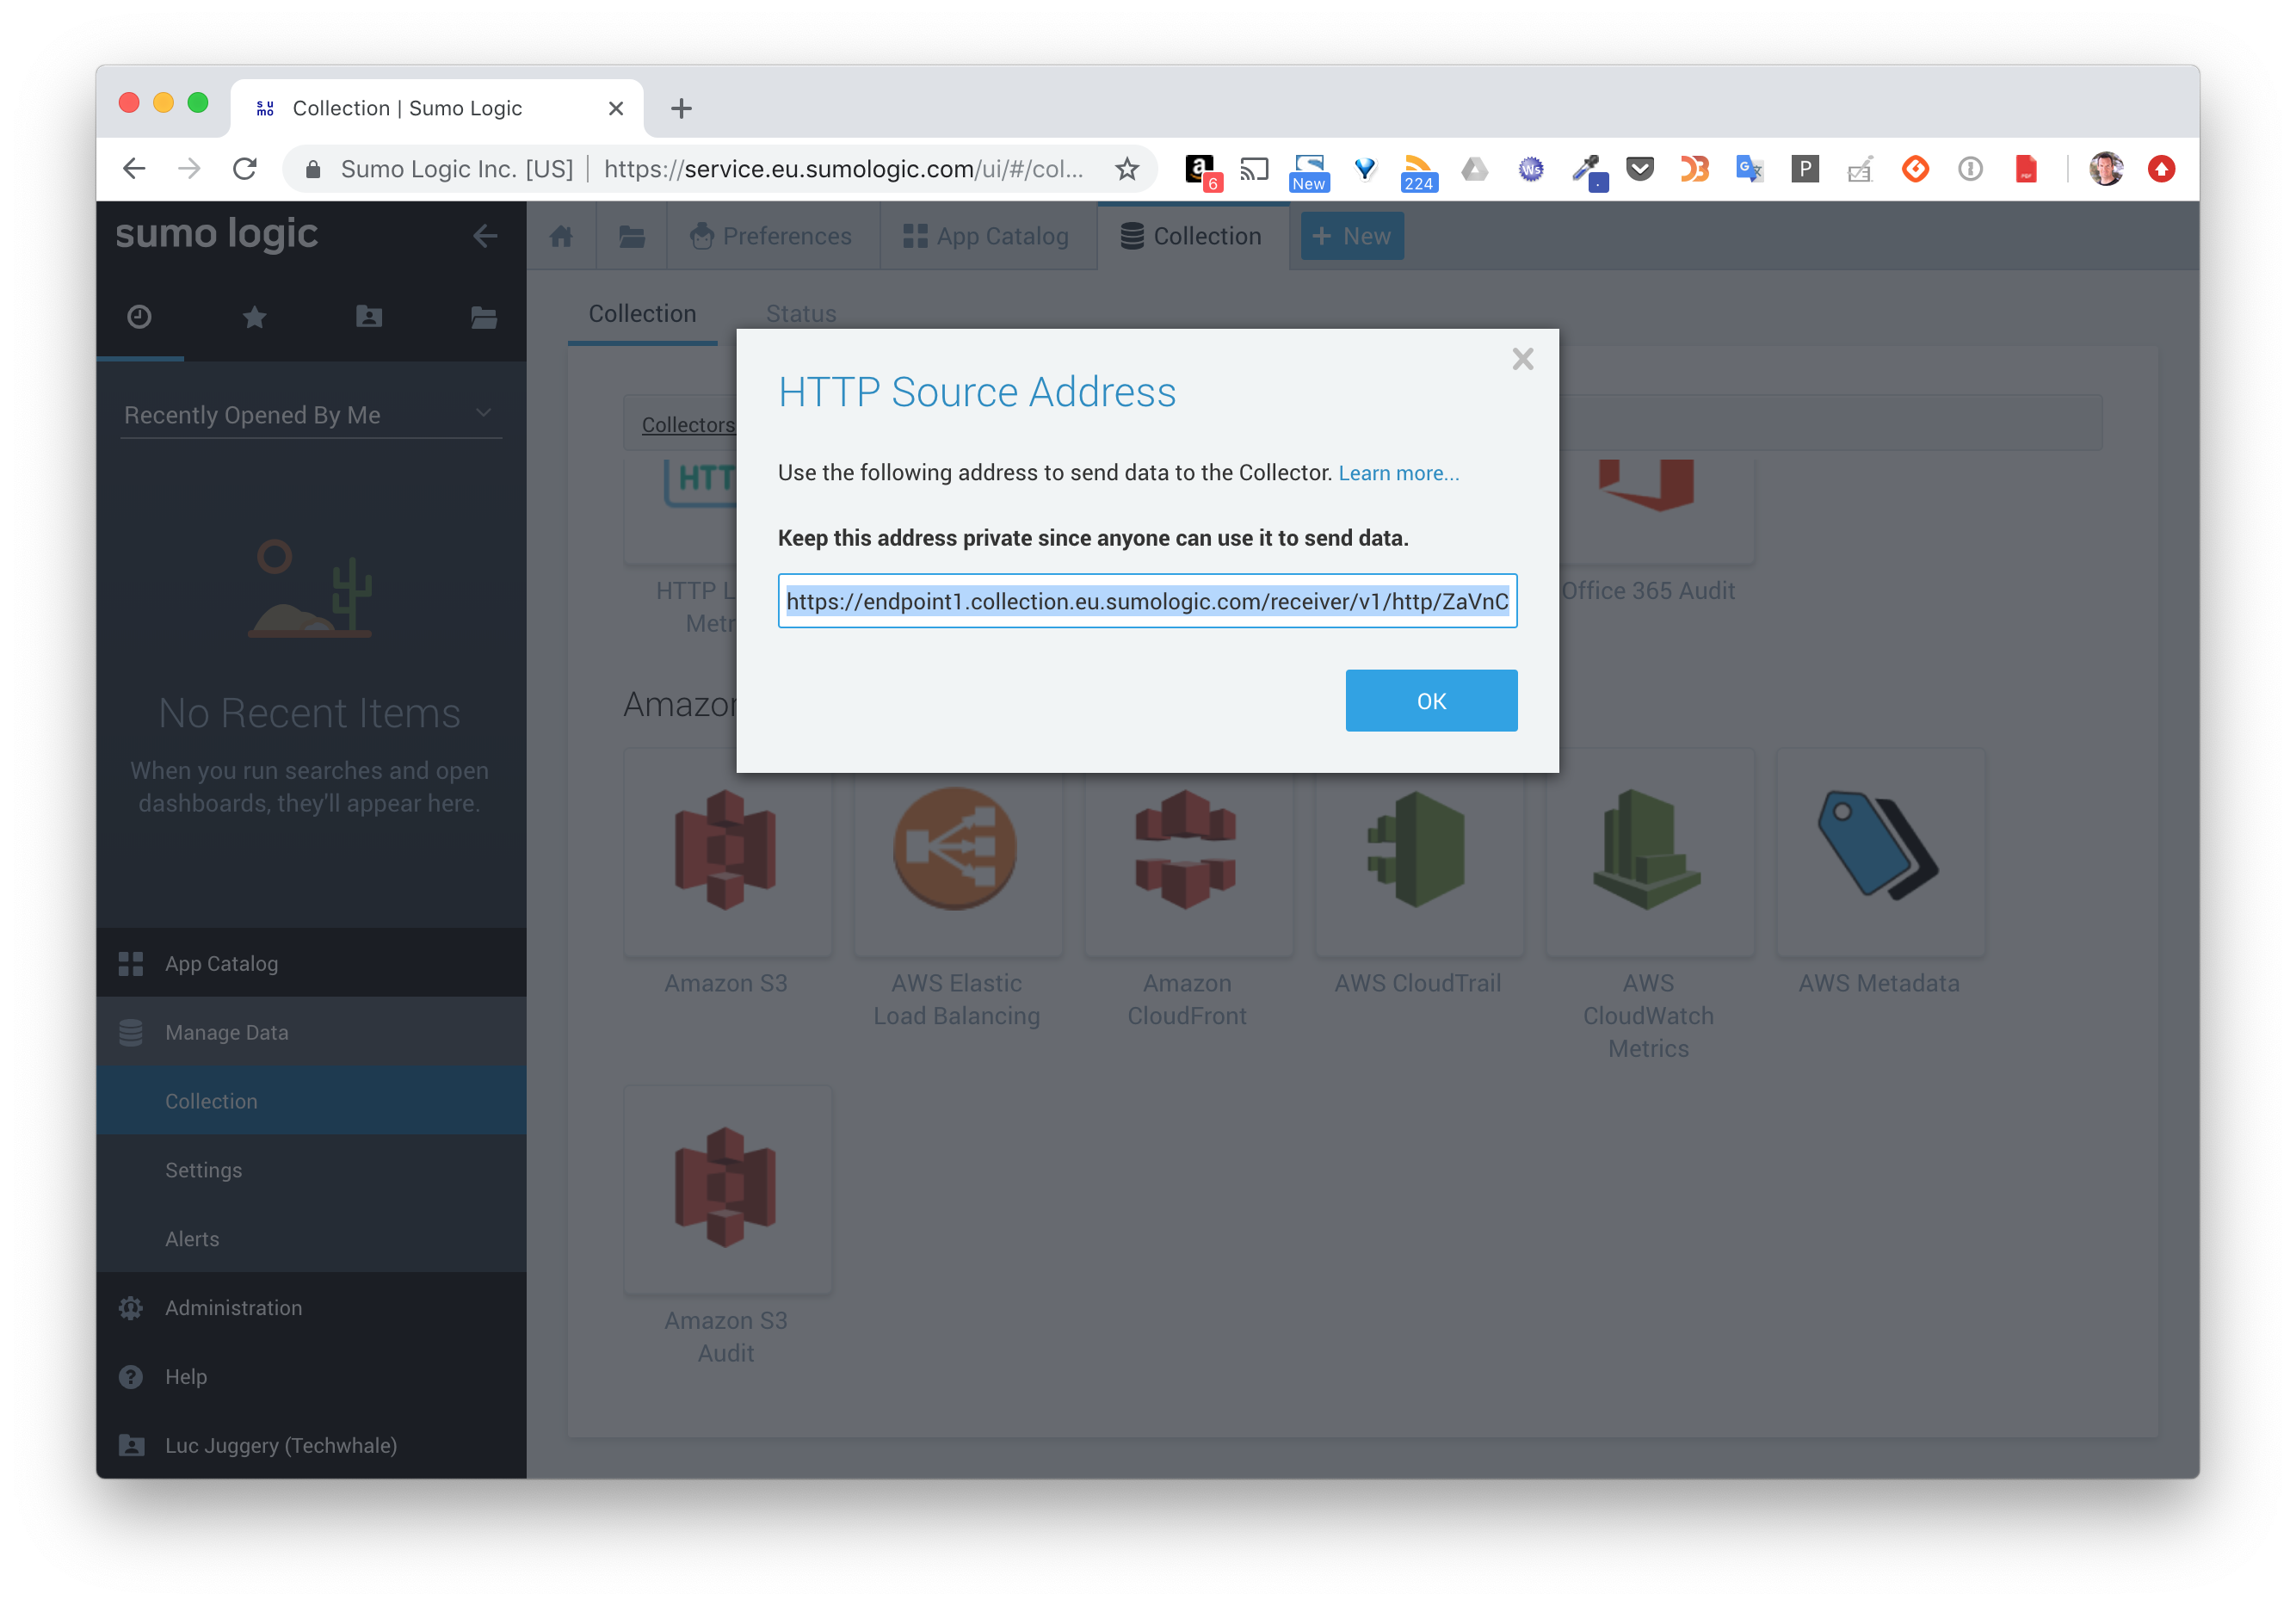 su
mo
Collection | Sumo Logic
Sumo Logic Inc. [US]
https://service.eu.sumologic.com/ui/#/col...
a
6
New
224
Ws
G
P
PDF
sumo logic
Preferences
App Catalog
Collection
+ New
Collection
Status
Recently Opened By Me
Collectors
HTTP Source Address
Use the following address to send data to the Collector. Learn more...
Keep this address private since anyone can use it to send data.
https://endpoint1.collection.eu.sumologic.com/receiver/v1/http/ZaVnC
OK
HTT
HTTP L
Metr
Office 365 Audit
No Recent Items
When you run searches and open
dashboards, they'll appear here.
Amazon
Amazon S3
AWS Elastic
Load Balancing
Amazon
CloudFront
AWS CloudTrail
AWS
CloudWatch
Metrics
AWS Metadata
Amazon S3
Audit
App Catalog
Manage Data
Collection
Settings
Alerts
Administration
Help
Luc Juggery (Techwhale)